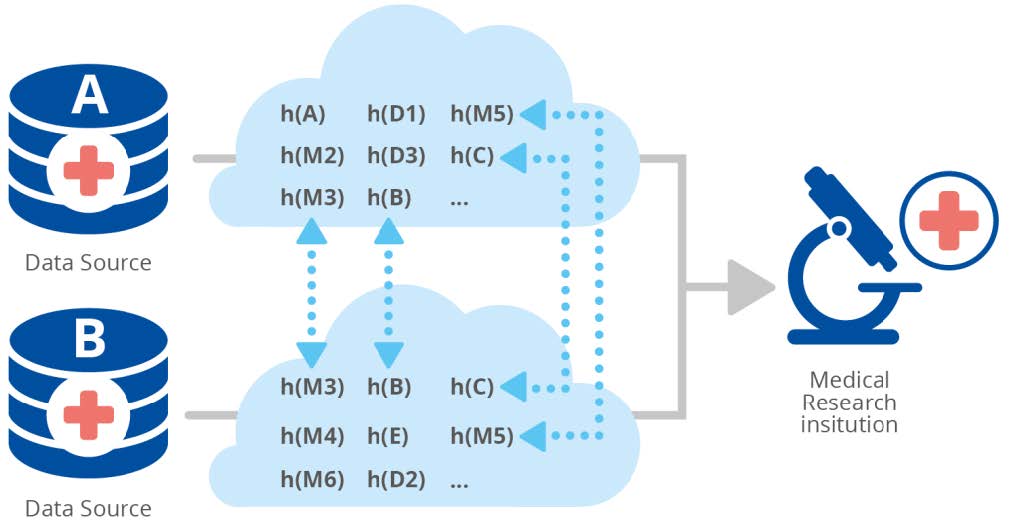 A
Data Source
h(A) h(D1) h(M5)
h(M2) h(D3) h(C)
h(M3) h(B) ...
B
Data Source
h(M3) h(B) h(C)
h(M4) h(E) h(M5)
h(M6) h(D2) ...
Medical
Research
insitution